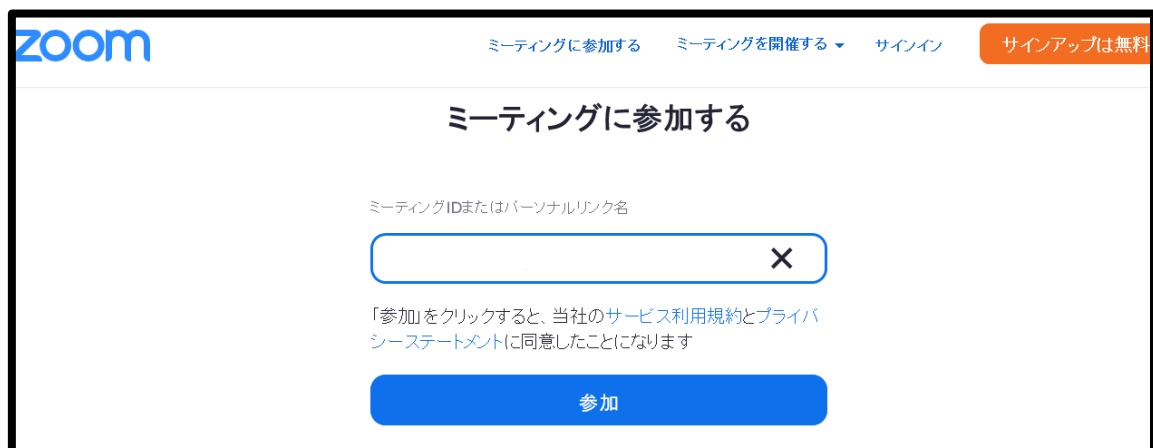 zoom
ミーティングに参加する ミーティングを開催する サインイン サインアップは無料
ミーティングに参加する
ミーティングIDまたはパーソナルリンク名
「参加」をクリックすると、当社のサービス利用規約とプライバ
シーステートメントに同意したことになります
参加